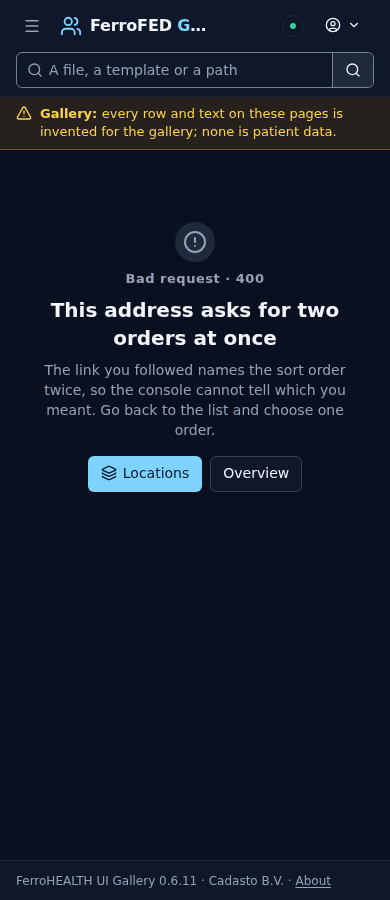 FerroFED G...
A file, a template or a path
Gallery: every row and text on these pages is
invented for the gallery; none is patient data.
Bad request · 400
This address asks for two
orders at once
The link you followed names the sort order
twice, so the console cannot tell which you
meant. Go back to the list and choose one
order.
Locations
Overview
FerroHEALTH UI Gallery 0.6.11 · Cadasto B.V. · About